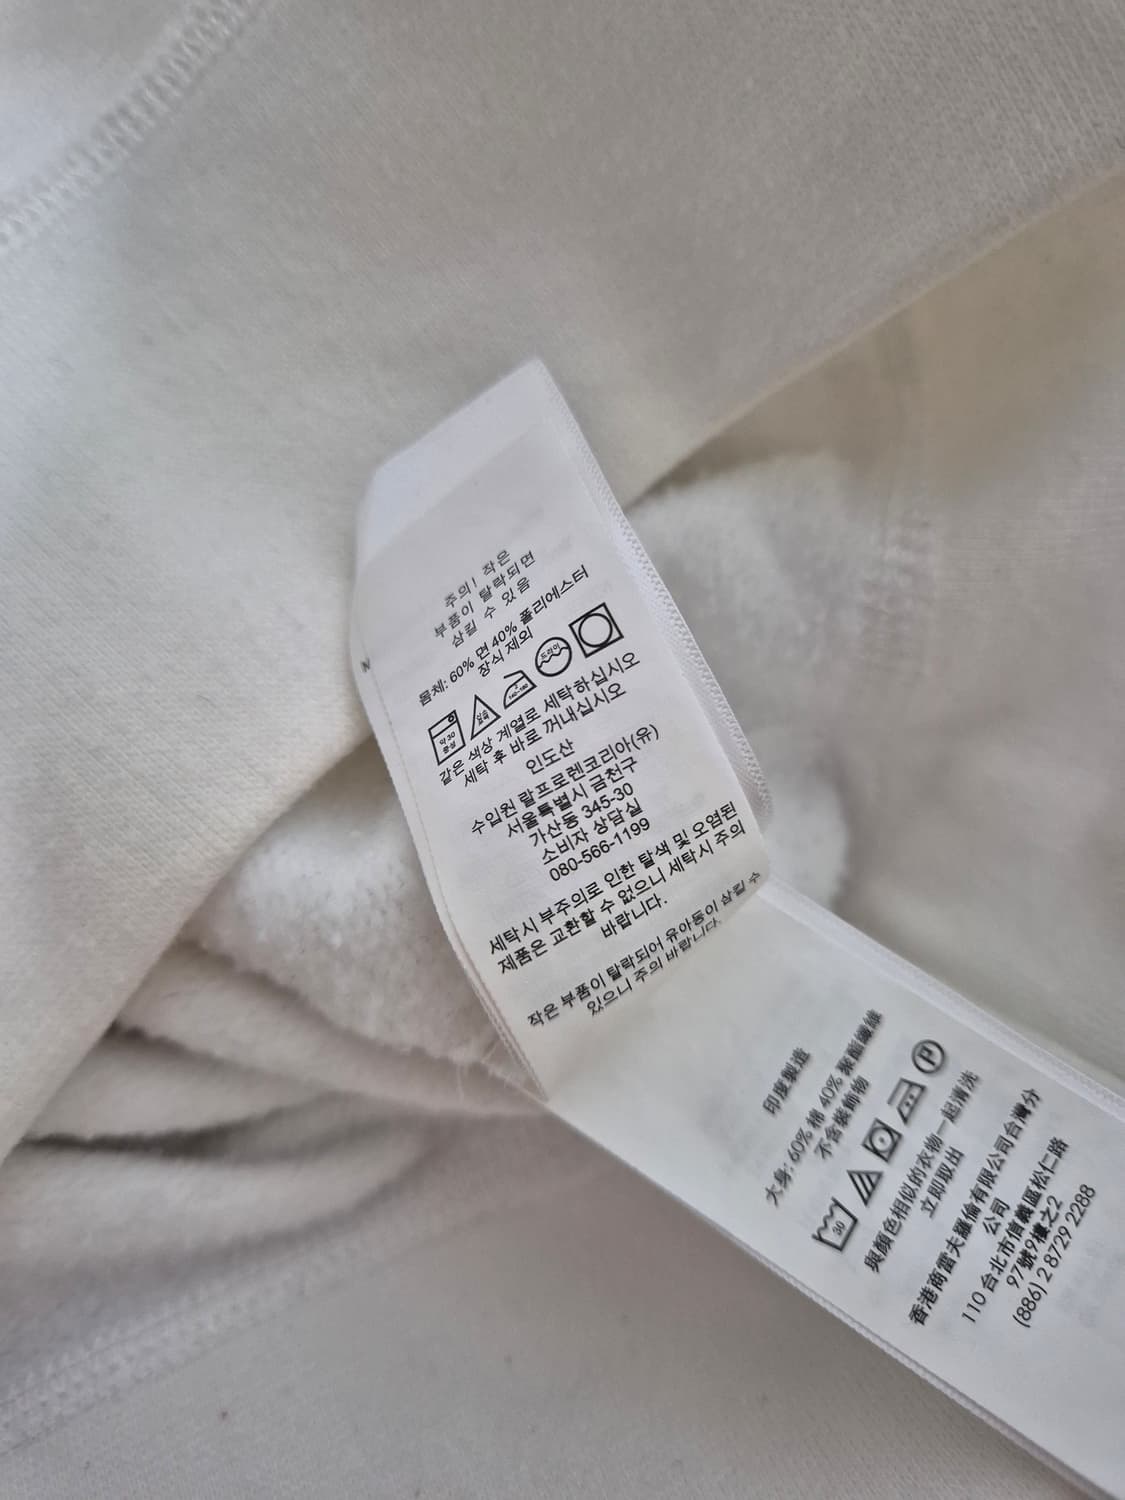 주의! 작은
부품이 탈락되면
삼킬 수 있음
몸체: 60% 면 40% 폴리에스터
장식 제외
약 30
중성
드라이
같은 색상 계열로 세탁하십시오
세탁 후 바로 꺼내십시오
인도산
수입원 랄프로렌코리아(유)
서울특별시 금천구
가산동 345-30
소비자 상담실
080-566-1199
세탁시 부주의로 인한 탈색 및 오염된
제품은 교환할 수 없으니 세탁시 주의
바랍니다.
작은 부품이 탈락되어 유아동이 삼킬 수
있으니 주의 바랍니다.
印度製造
大身: 60% 棉 40% 聚酯纖維
不含裝飾物
30
P
與顏色相似的衣物一起清洗
立即取出
香港商雷夫羅倫有限公司台灣分
公司
110 台北市信義區松仁路
97號9樓之2
(886) 2 8729 2288